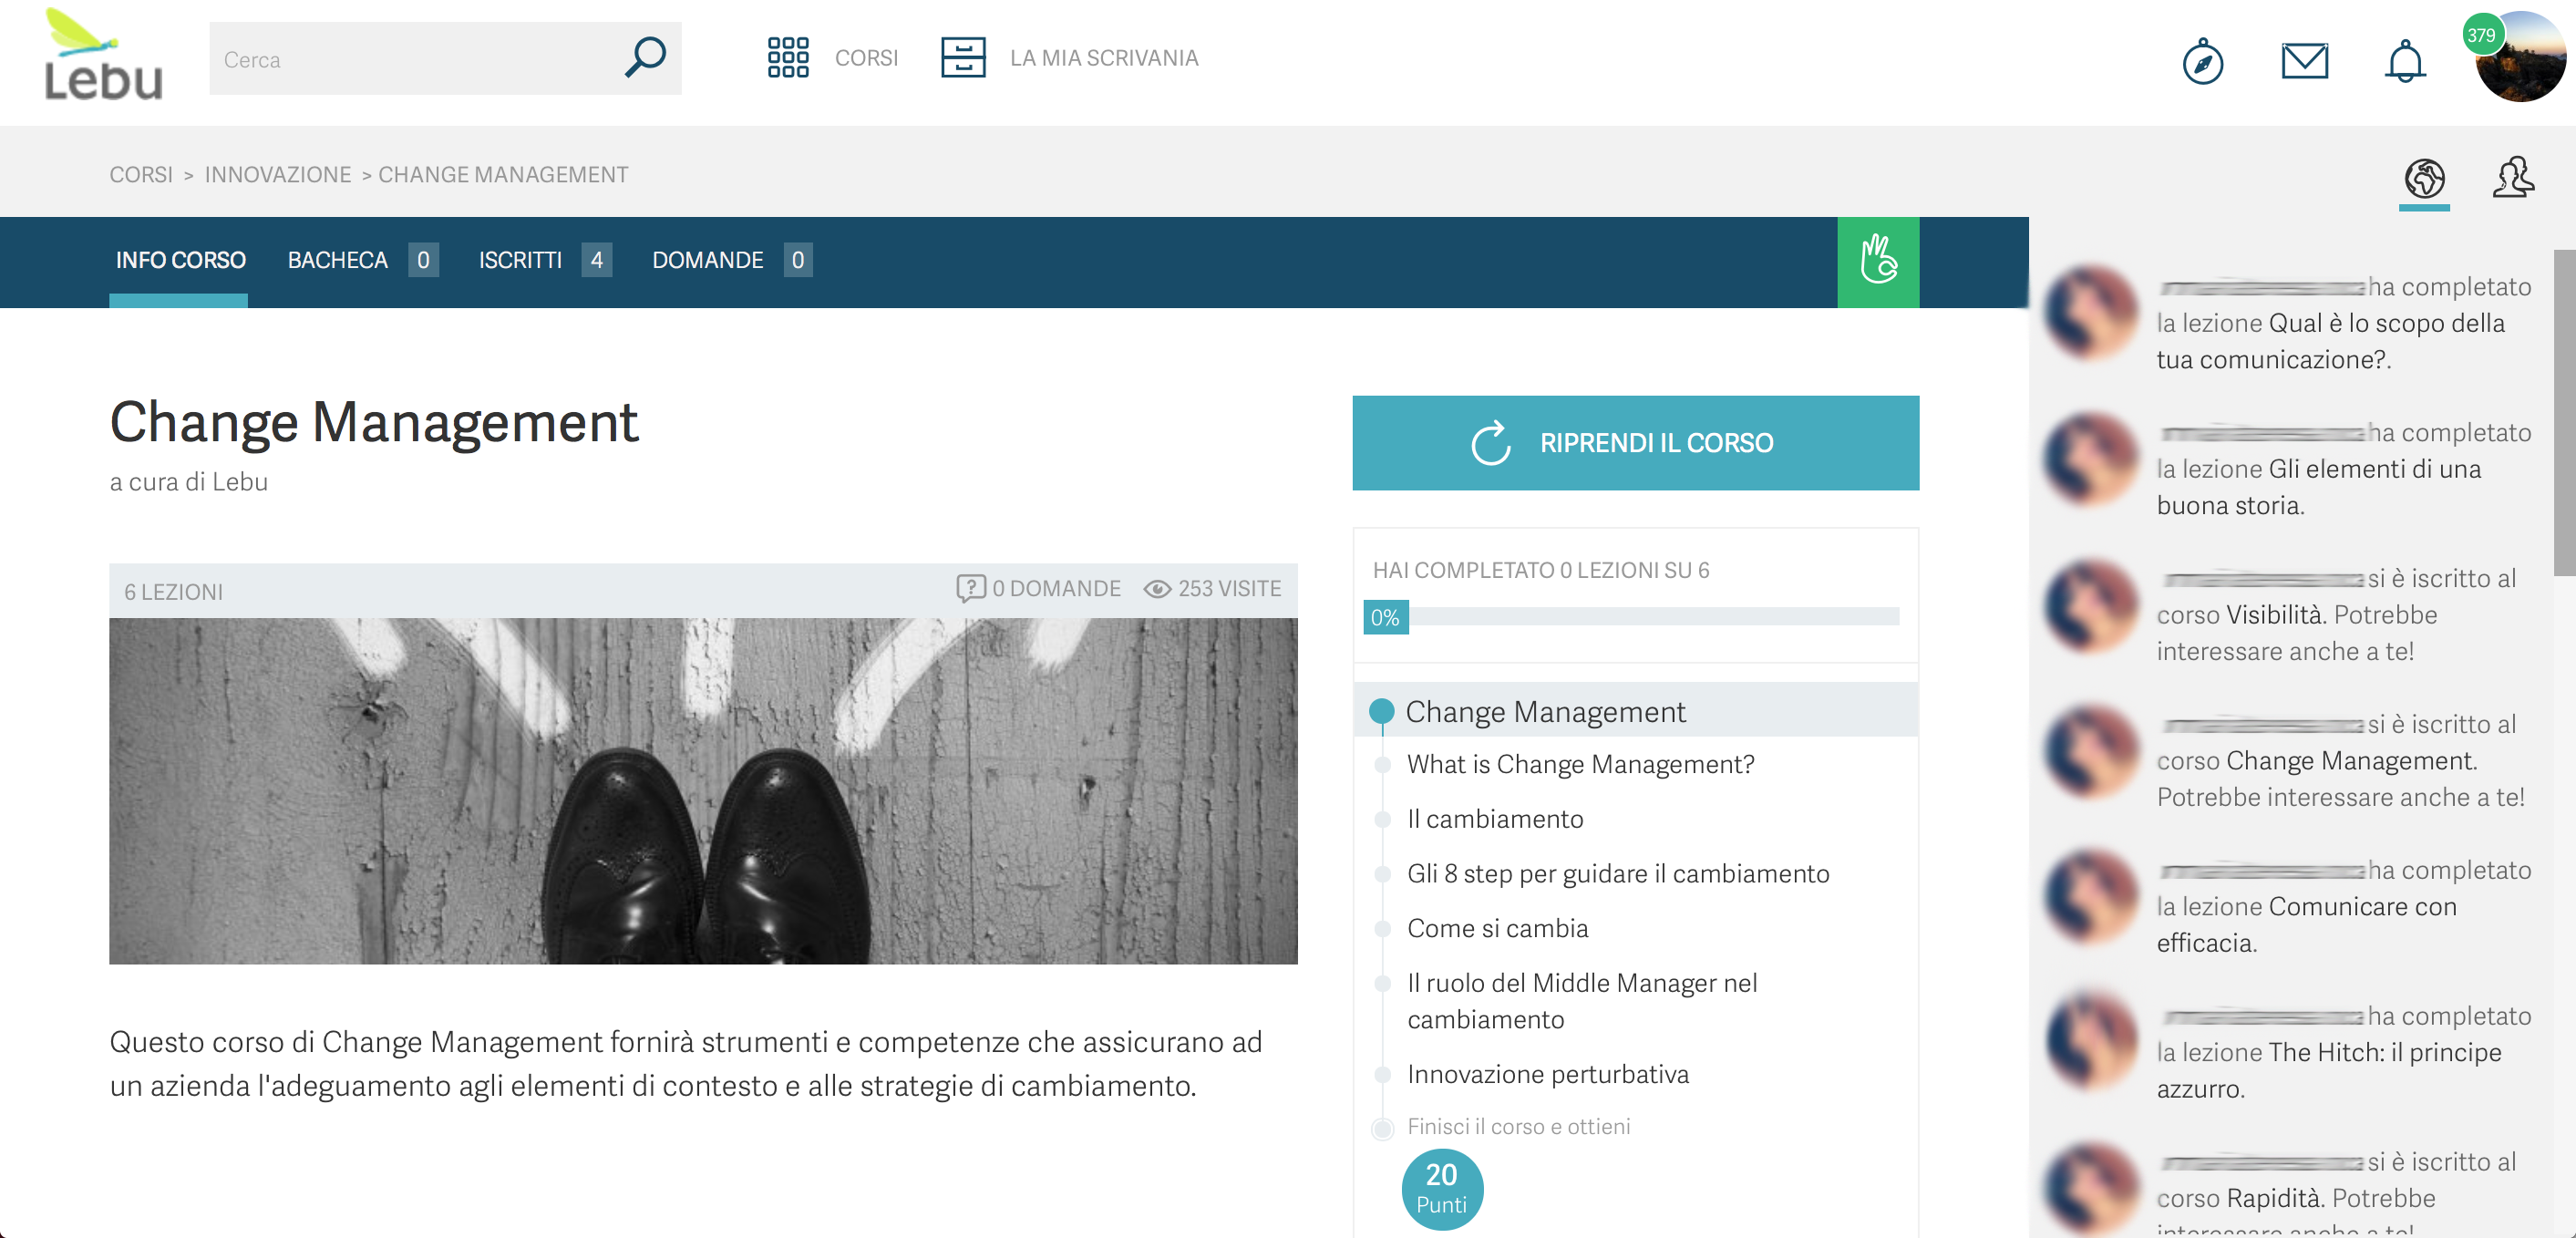 Lebu
Cerca
CORSI
LA MIA SCRIVANIA
379
CORSI > INNOVAZIONE > CHANGE MANAGEMENT
INFO CORSO
BACHECA 0
ISCRITTI 4
DOMANDE 0
Change Management
a cura di Lebu
6 LEZIONI
0 DOMANDE
253 VISITE
Questo corso di Change Management fornirà strumenti e competenze che assicurano ad
un azienda l'adeguamento agli elementi di contesto e alle strategie di cambiamento.
RIPRENDI IL CORSO
HAI COMPLETATO 0 LEZIONI SU 6
0%
Change Management
What is Change Management?
Il cambiamento
Gli 8 step per guidare il cambiamento
Come si cambia
Il ruolo del Middle Manager nel
cambiamento
Innovazione perturbativa
Finisci il corso e ottieni
20
Punti
ha completato
la lezione Qual è lo scopo della
tua comunicazione?.
ha completato
la lezione Gli elementi di una
buona storia.
si è iscritto al
corso Visibilità. Potrebbe
interessare anche a te!
si è iscritto al
corso Change Management.
Potrebbe interessare anche a te!
ha completato
la lezione Comunicare con
efficacia.
ha completato
la lezione The Hitch: il principe
azzurro.
si è iscritto al
corso Rapidità. Potrebbe
interessare anche a te!